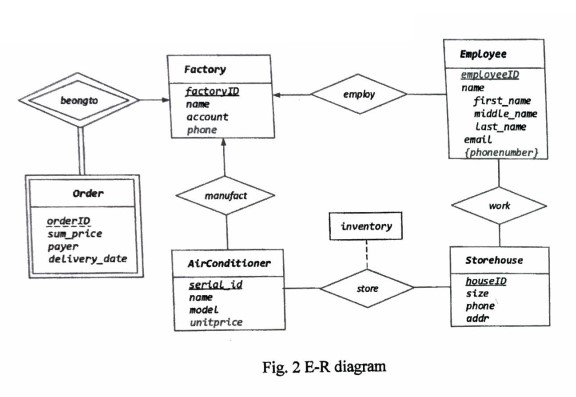 Factory
factoryID
name
account
phone
Employee
employeeID
name
first_name
middle_name
last_name
email
{phonenumber}
beongto
employ
Order
orderID
sum_price
payer
delivery_date
manufact
work
inventory
AirConditioner
serial_id
name
model
unitprice
store
Storehouse
houseID
size
phone
addr
Fig. 2 E-R diagram